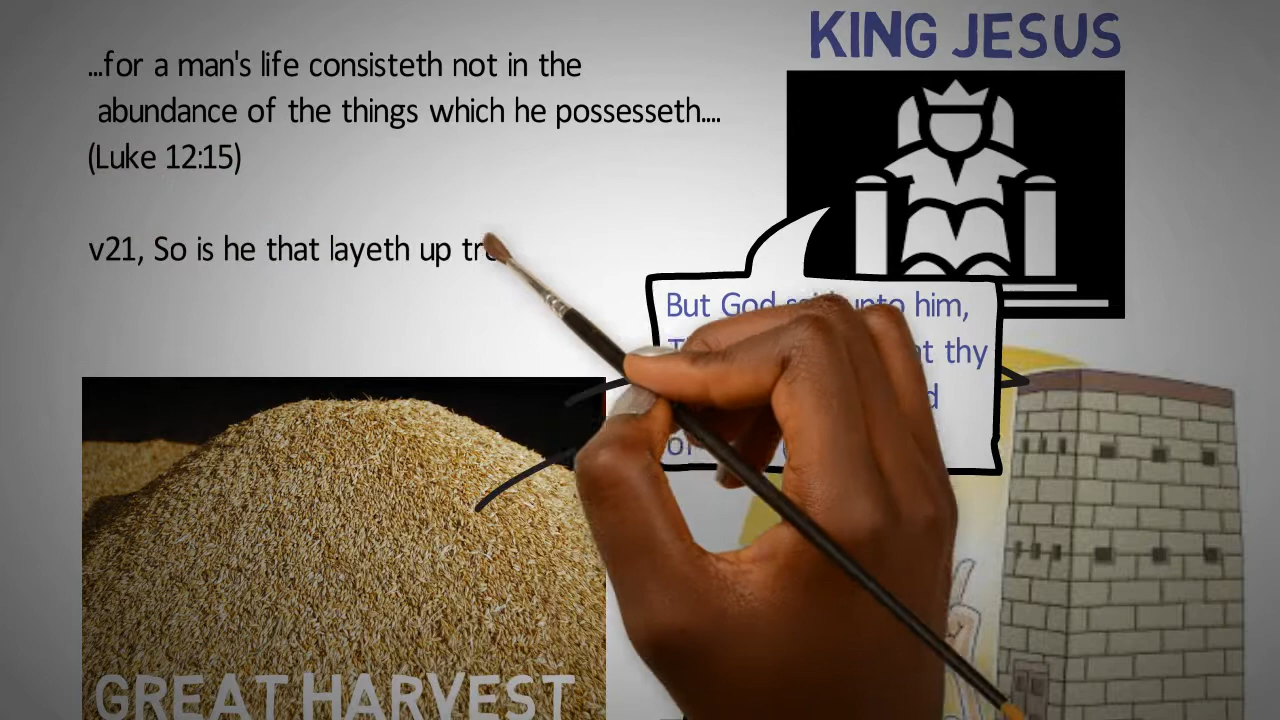 ...for a man's life consisteth not in the
abundance of the things which he possesseth....
(Luke 12:15)
v21, So is he that layeth up
KING JESUS
But God unto him,
thy
GREAT HARVEST